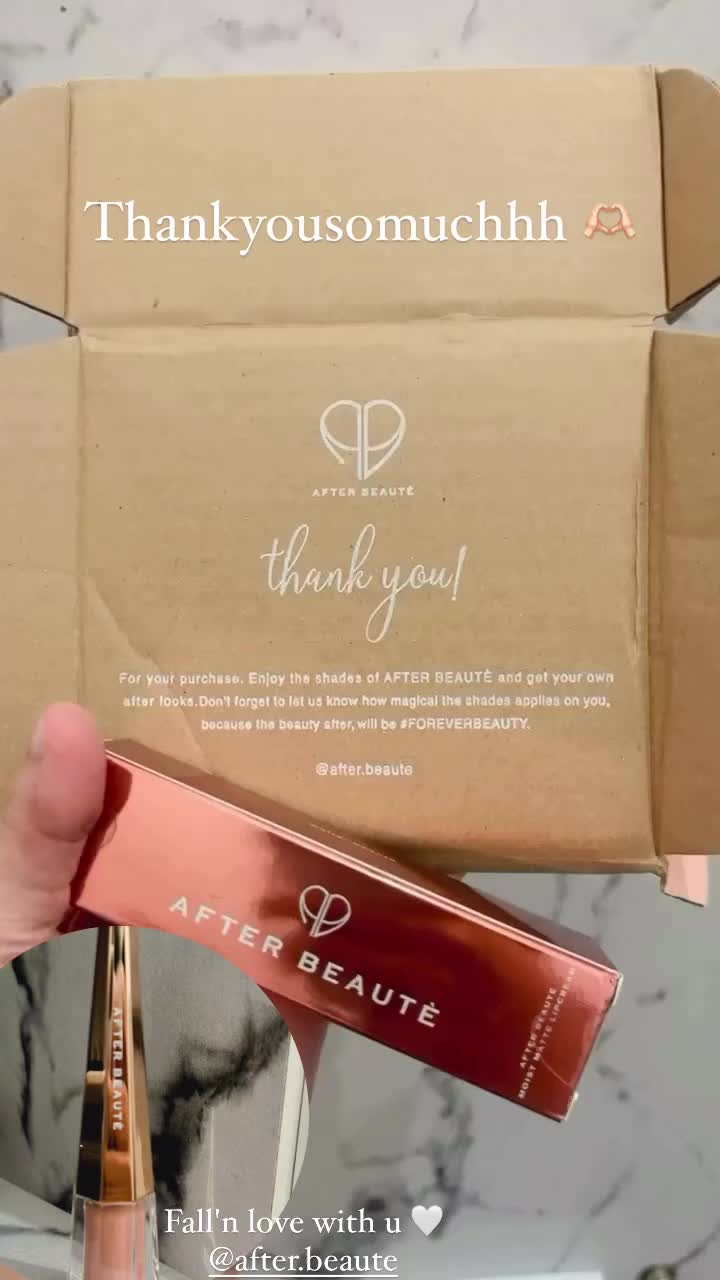 Thankyousomuchhh 🫶🏻
AFTER BEAUTÉ
thank you!
For your purchase. Enjoy the shades of AFTER BEAUTÉ and get your own
after looks.Don't forget to let us know how magical the shades applies on you,
because the beauty after, will be #FOREVERBEAUTY.
@after.beaute
AFTER BEAUTÉ
AFTER BEAUTE
MOIST MATTE LIPCREAM
AFTER BEAUTÉ
Fall'n love with u 🤍
@after.beaute